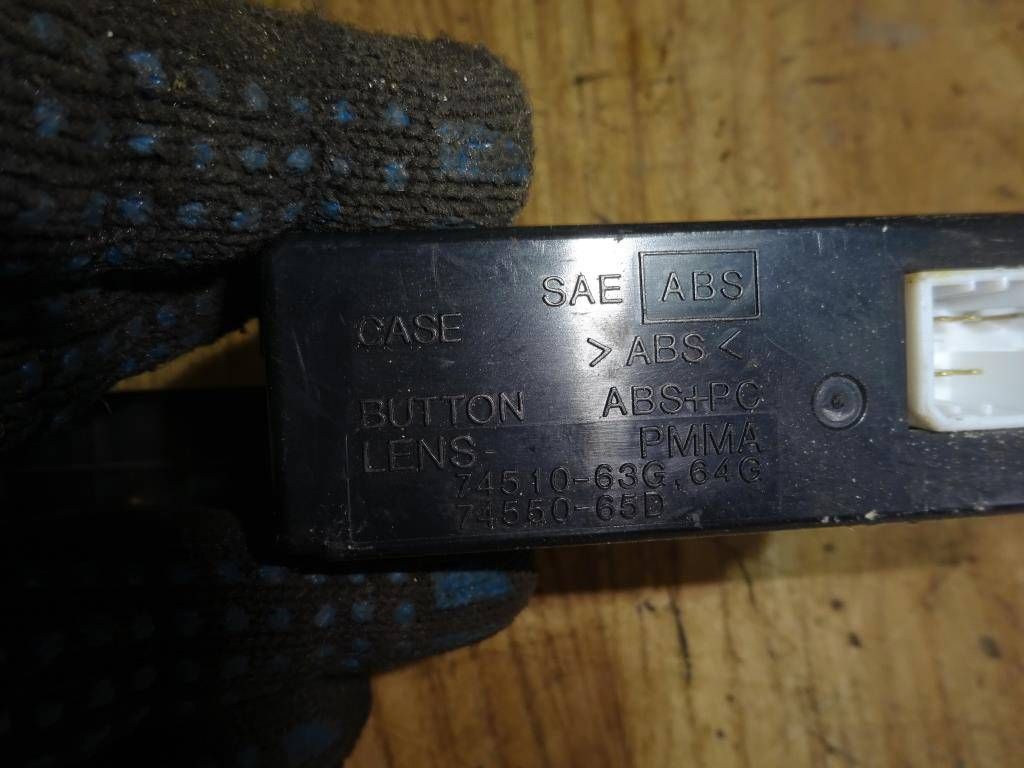 SAE ABS
CASE >ABS<
BUTTON ABS+PC
LENS PMMA
74510-63G, 64G
74550-65D